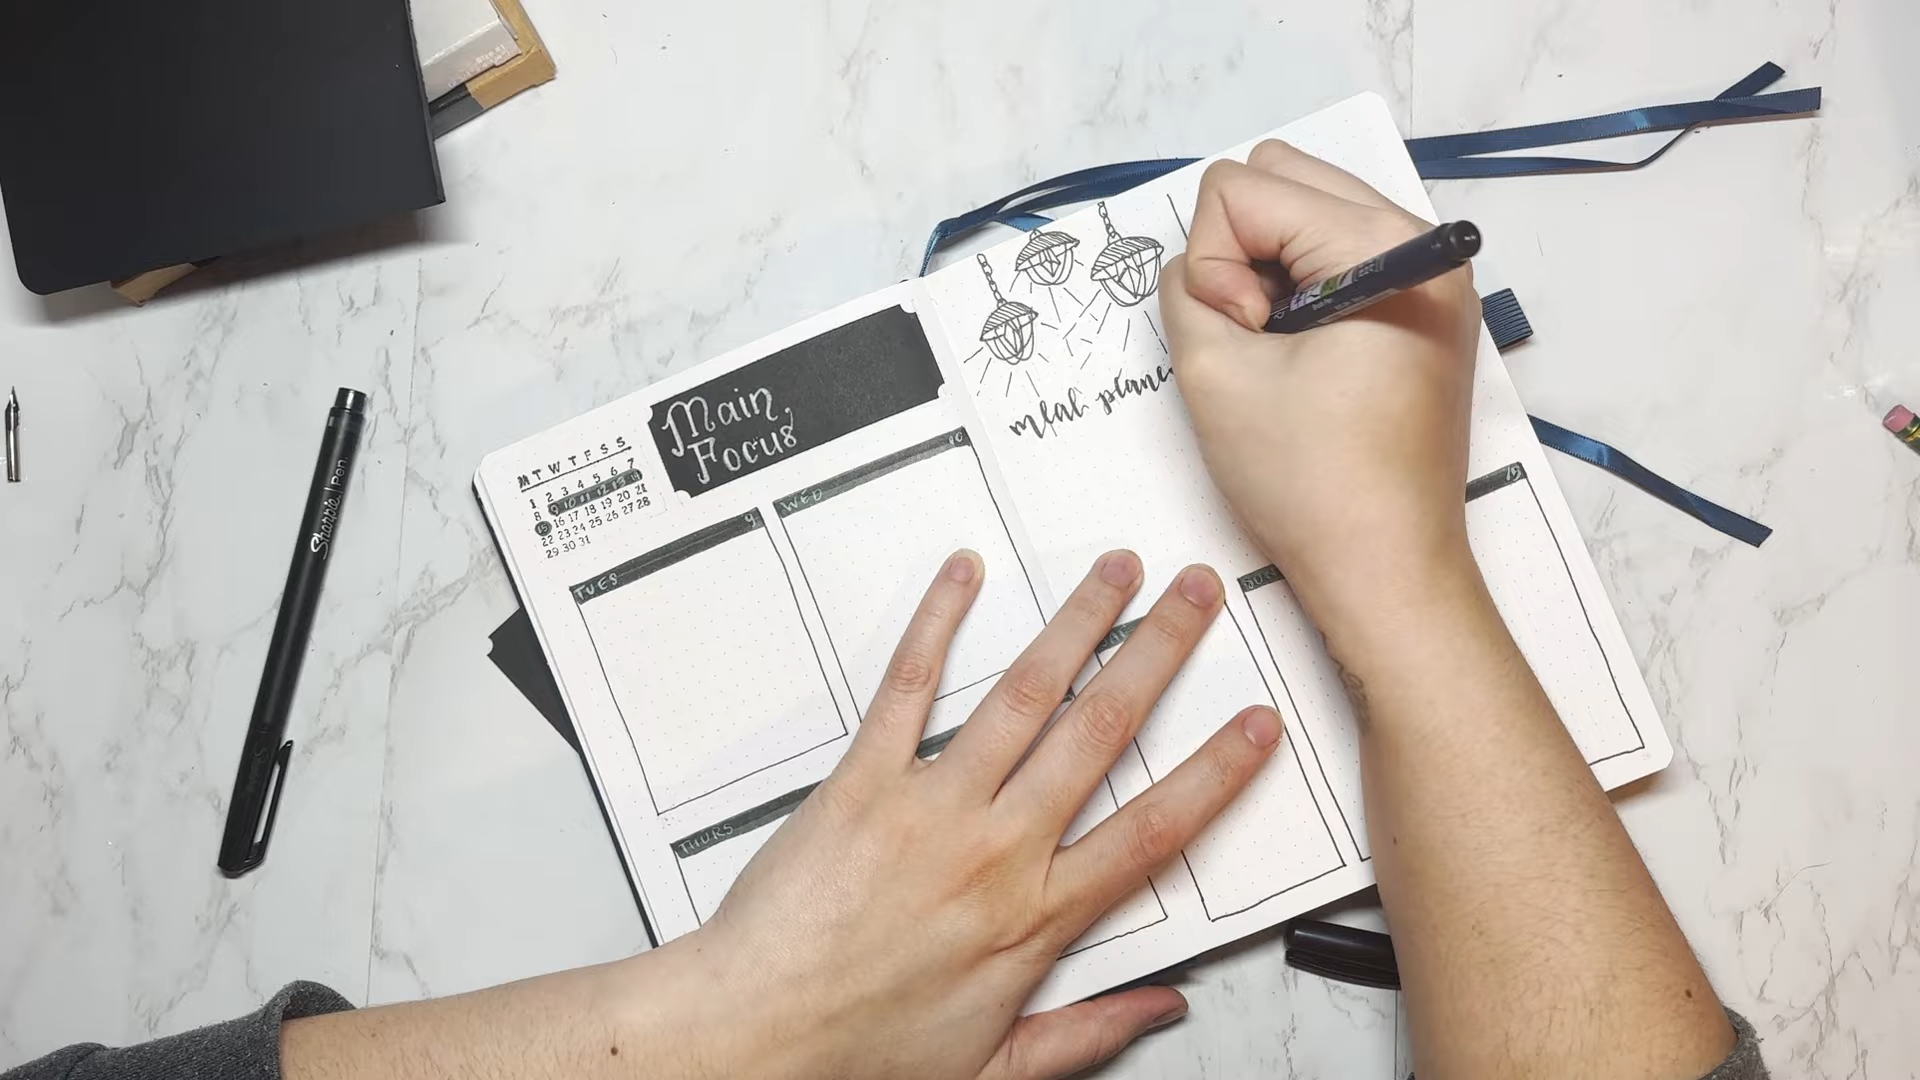 Main
Focus
M T W T F S S
1 2 3 4 5 6 7
8 9 10 11 12 13 14
15 16 17 18 19 20 21
22 23 24 25 26 27 28
29 30 31
TUES 9
WED 10
THURS
meal plane
SUN
15
Sharpie Pen.